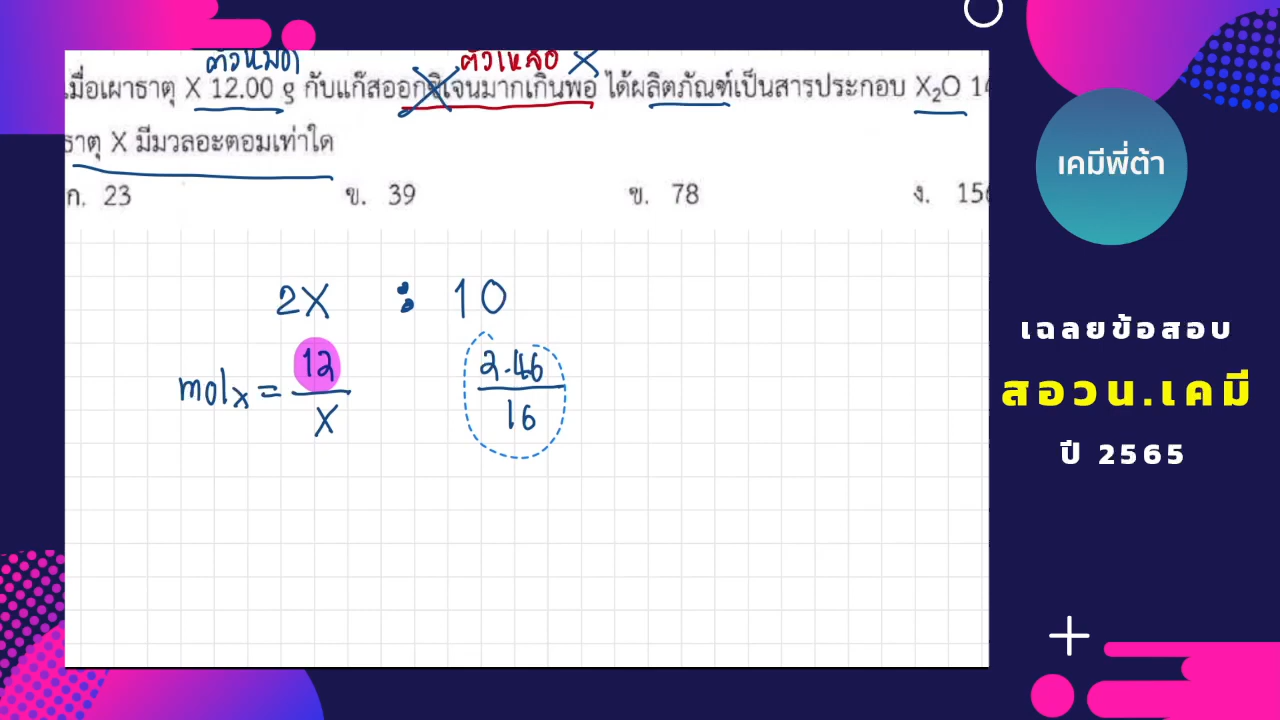 ตัวหมด ตัวเหลือ X
เมื่อเผาธาตุ X 12.00 g กับแก๊สออกซิเจนมากเกินพอ ได้ผลิตภัณฑ์เป็นสารประกอบ X₂O 14
ธาตุ X มีมวลอะตอมเท่าใด
ก. 23 ข. 39 ข. 78 ง. 156
2X : 1O
mol x = 12/X 2.46/16
เคมีพี่ต้า
เฉลยข้อสอบ
สอวน.เคมี
ปี 2565